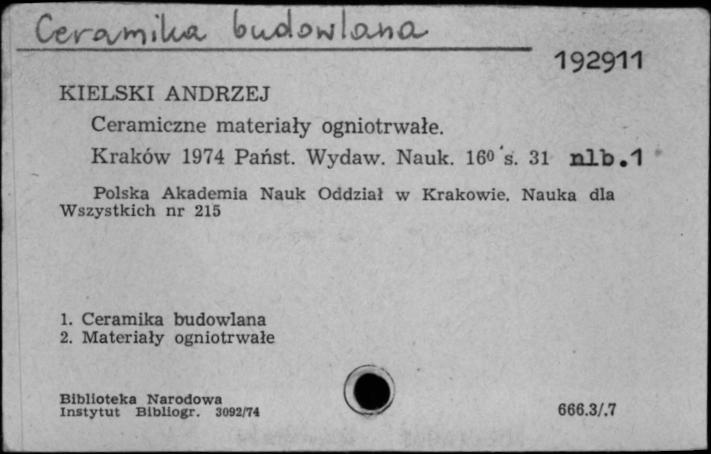 Ceramika budowlana
192911
KIELSKI ANDRZEJ
Ceramiczne materiały ogniotrwałe.
Kraków 1974 Państ. Wydaw. Nauk. 16⁰ s. 31 nlb.1
Polska Akademia Nauk Oddział w Krakowie. Nauka dla
Wszystkich nr 215
1. Ceramika budowlana
2. Materiały ogniotrwałe
Biblioteka Narodowa
Instytut Bibliogr. 3092/74
666.3/.7